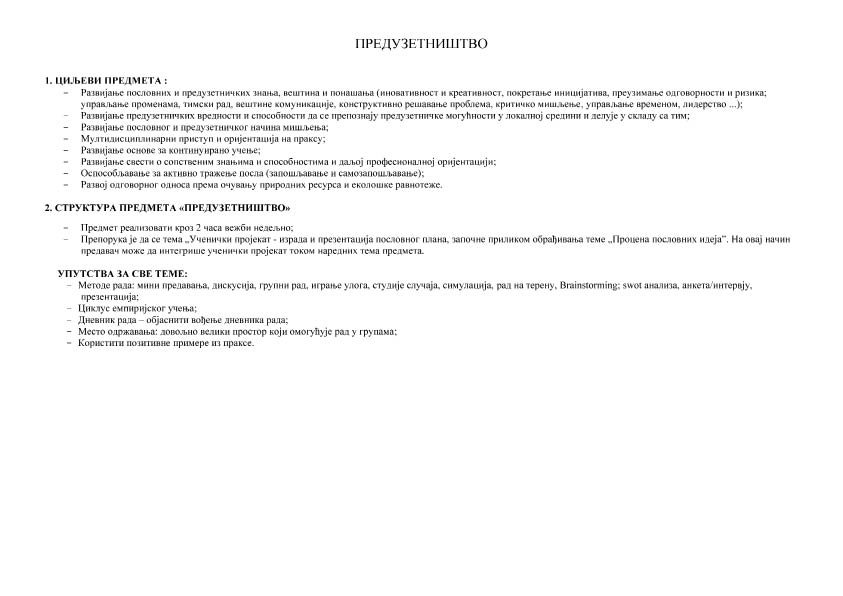 ПРЕДУЗЕТНИШТВО
1. ЦИЉЕВИ ПРЕДМЕТА :
− Развијање пословних и предузетничких знања, вештина и понашања (иновативност и креативност, покретање иницијатива, преузимање одговорности и ризика;
управљање променама, тимски рад, вештине комуникације, конструктивно решавање проблема, критичко мишљење, управљање временом, лидерство ...);
− Развијање предузетничких вредности и способности да се препознају предузетничке могућности у локалној средини и делује у складу са тим;
− Развијање пословног и предузетничког начина мишљења;
− Мултидисциплинарни приступ и оријентација на праксу;
− Развијање основе за континуирано учење;
− Развијање свести о сопственим знањима и способностима и даљој професионалној оријентацији;
− Оспособљавање за активно тражење посла (запошљавање и самозапошљавање);
− Развој одговорног односа према очувању природних ресурса и еколошке равнотеже.
2. СТРУКТУРА ПРЕДМЕТА «ПРЕДУЗЕТНИШТВО»
− Предмет реализовати кроз 2 часа вежби недељно;
− Препорука је да се тема „Ученички пројекат - израда и презентација пословног плана, започне приликом обрађивања теме „Процена пословних идеја”. На овај начин
предавач може да интегрише ученички пројекат током наредних тема предмета.
УПУТСТВА ЗА СВЕ ТЕМЕ:
− Методе рада: мини предавања, дискусија, групни рад, играње улога, студије случаја, симулација, рад на терену, Brainstorming; swot анализа, анкета/интервју,
презентација;
− Циклус емпиријског учења;
− Дневник рада – објаснити вођење дневника рада;
− Место одржавања: довољно велики простор који омогућује рад у групама;
− Користити позитивне примере из праксе.